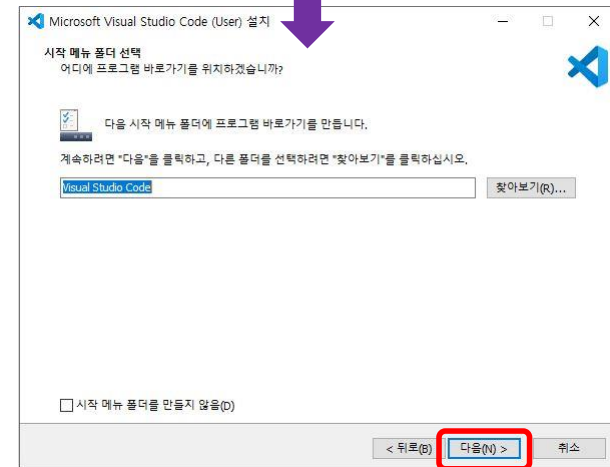 Microsoft Visual Studio Code (User) 설치
시작 메뉴 폴더 선택
어디에 프로그램 바로가기를 위치하겠습니까?
다음 시작 메뉴 폴더에 프로그램 바로가기를 만듭니다.
계속하려면 "다음"을 클릭하고, 다른 폴더를 선택하려면 "찾아보기"를 클릭하십시오.
Visual Studio Code 찾아보기(R)...
시작 메뉴 폴더를 만들지 않음(D)
< 뒤로(B) 다음(N) > 취소